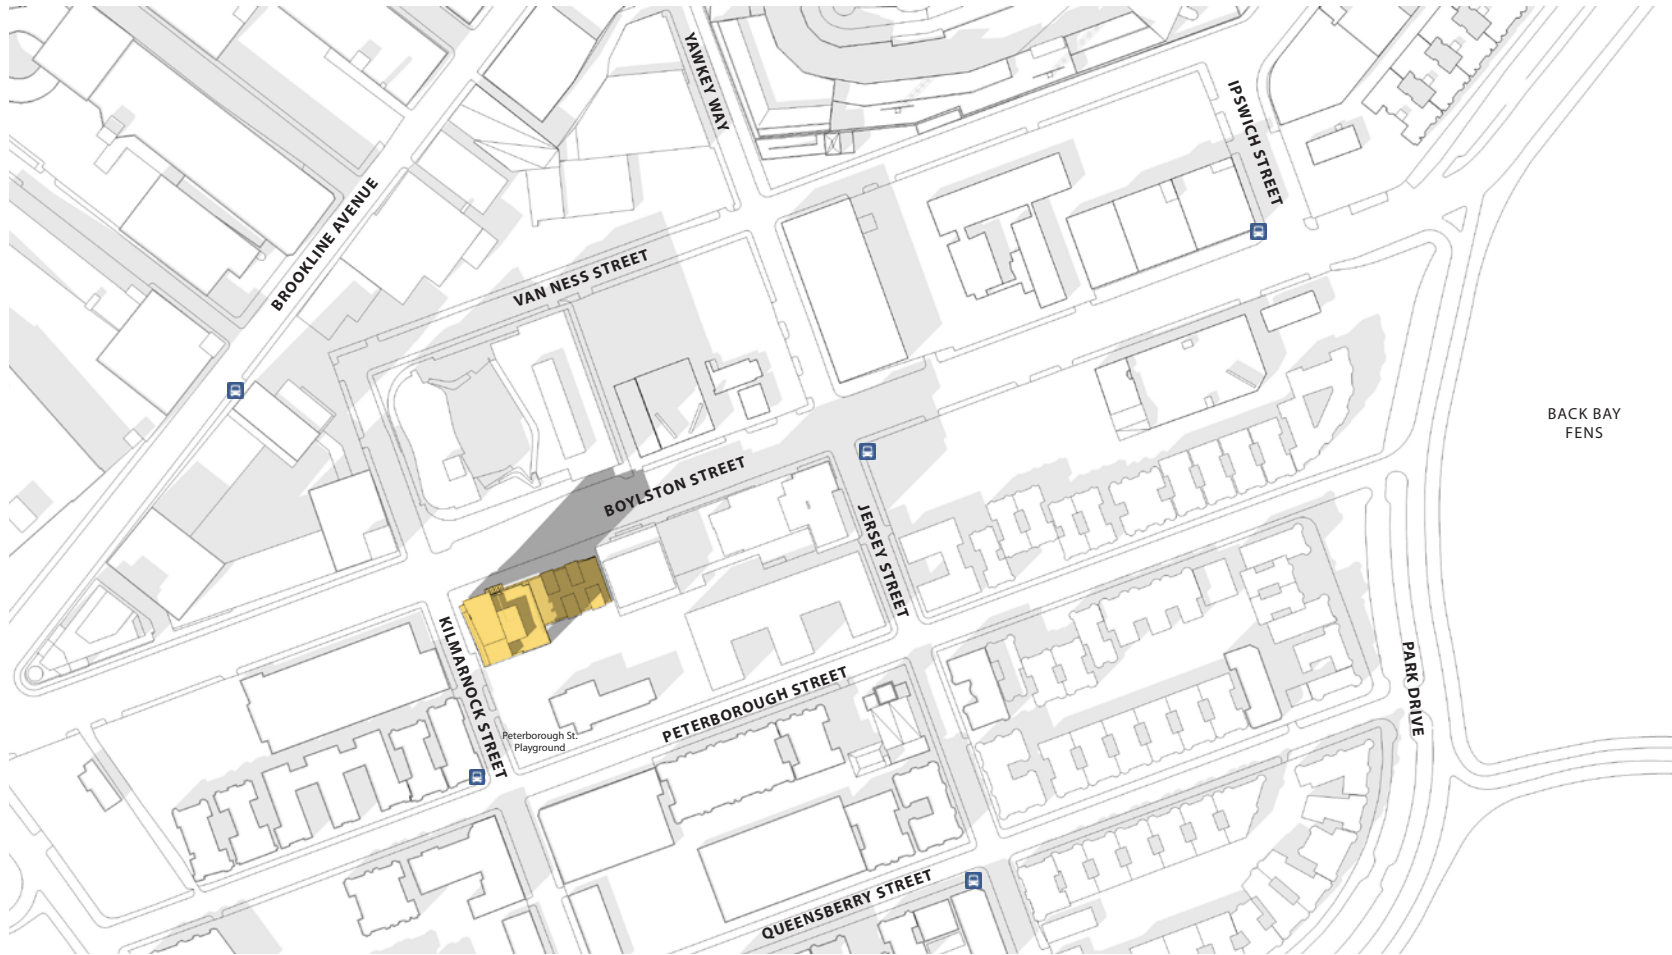 YAWKEY WAY
IPSWICH STREET
BROOKLINE AVENUE
VAN NESS STREET
BACK BAY
FENS
BOYLSTON STREET
JERSEY STREET
KILMARNOCK STREET
PETERBOROUGH STREET
PARK DRIVE
Peterborough St.
Playground
QUEENSBERRY STREET